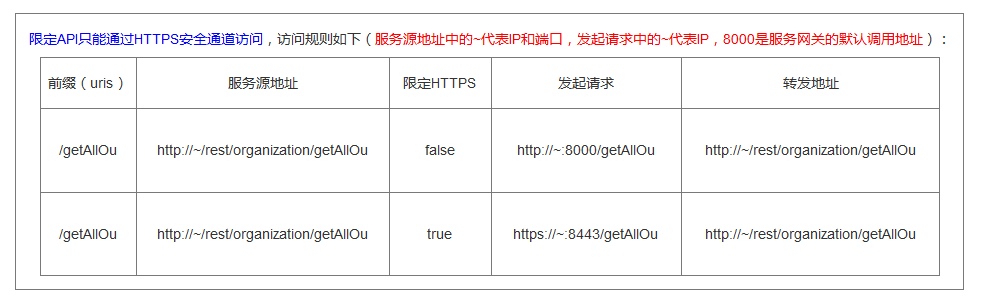 限定API只能通过HTTPS安全通道访问，访问规则如下（服务源地址中的~代表IP和端口，发起请求中的~代表IP，8000是服务网关的默认调用地址）：
前缀（uris） 服务源地址 限定HTTPS 发起请求 转发地址
/getAllOu http://~/rest/organization/getAllOu false http://~:8000/getAllOu http://~/rest/organization/getAllOu
/getAllOu http://~/rest/organization/getAllOu true https://~:8443/getAllOu http://~/rest/organization/getAllOu